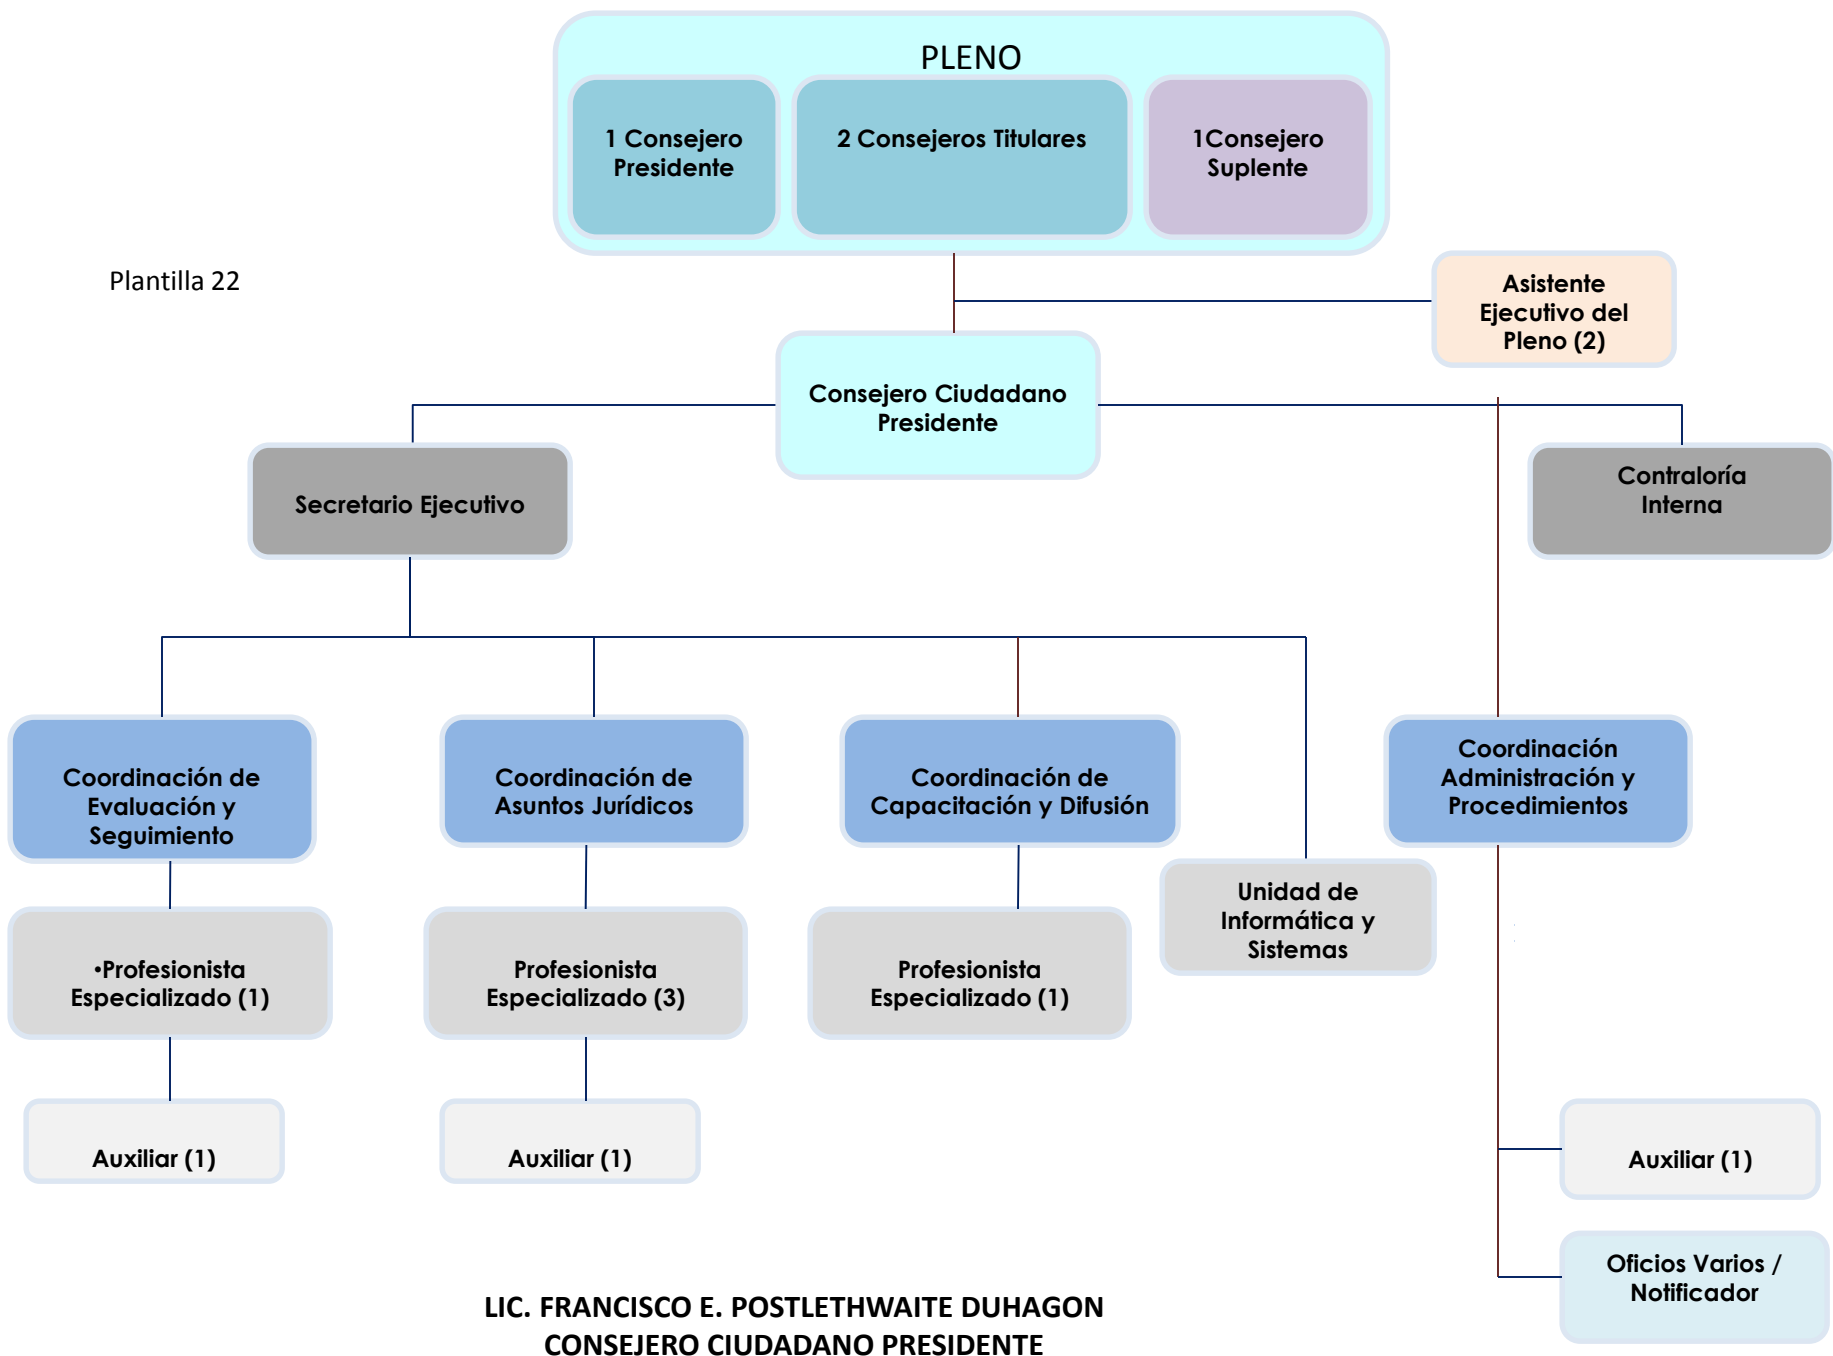 PLENO
1 Consejero
Presidente
2 Consejeros Titulares
1Consejero
Suplente
Plantilla 22
Asistente
Ejecutivo del
Pleno (2)
Consejero Ciudadano
Presidente
Secretario Ejecutivo
Contraloría
Interna
Coordinación de
Evaluación y
Seguimiento
Coordinación de
Asuntos Jurídicos
Coordinación de
Capacitación y Difusión
Coordinación
Administración y
Procedimientos
Unidad de
Informática y
Sistemas
•Profesionista
Especializado (1)
Profesionista
Especializado (3)
Profesionista
Especializado (1)
Auxiliar (1)
Auxiliar (1)
Auxiliar (1)
Oficios Varios /
Notificador
LIC. FRANCISCO E. POSTLETHWAITE DUHAGON
CONSEJERO CIUDADANO PRESIDENTE